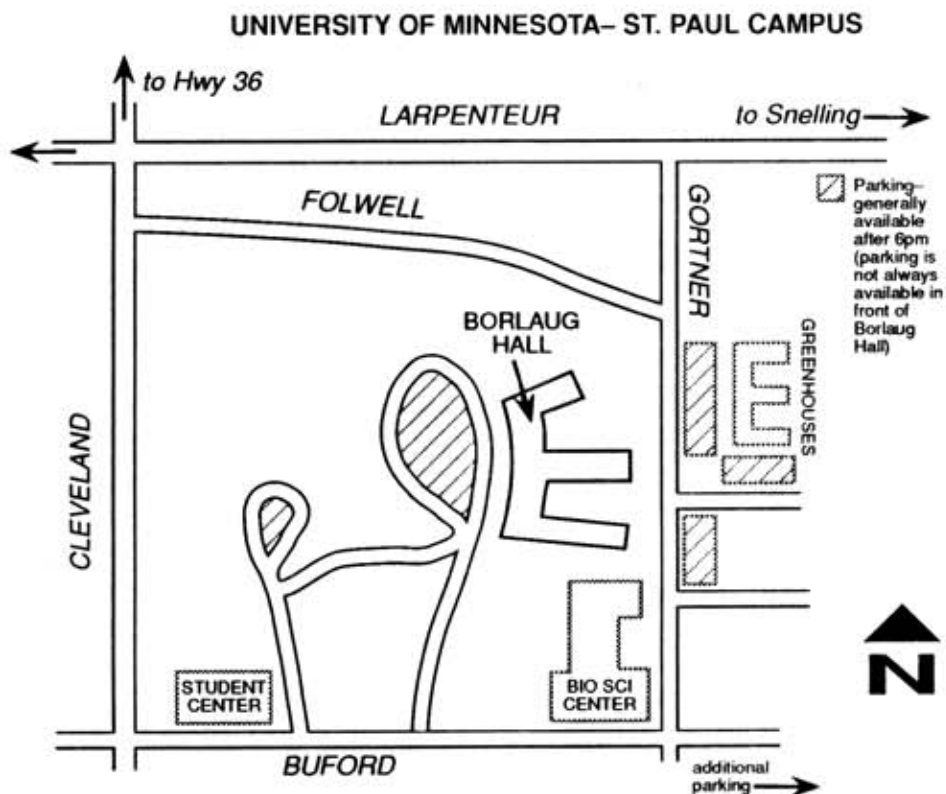 UNIVERSITY OF MINNESOTA– ST. PAUL CAMPUS
to Hwy 36
LARPENTEUR
to Snelling
FOLWELL
GORTNER
Parking–
generally
available
after 6pm
(parking is
not always
available in
front of
Borlaug
Hall)
BORLAUG
HALL
GREENHOUSES
CLEVELAND
STUDENT
CENTER
BIO SCI
CENTER
N
BUFORD
additional
parking